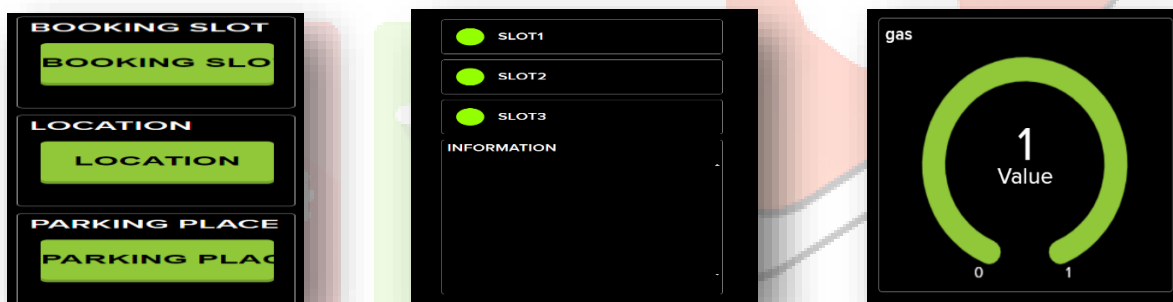 BOOKING SLOT
BOOKING SLO
LOCATION
LOCATION
PARKING PLACE
PARKING PLAC
SLOT1
SLOT2
SLOT3
INFORMATION
gas
1
Value
0 1